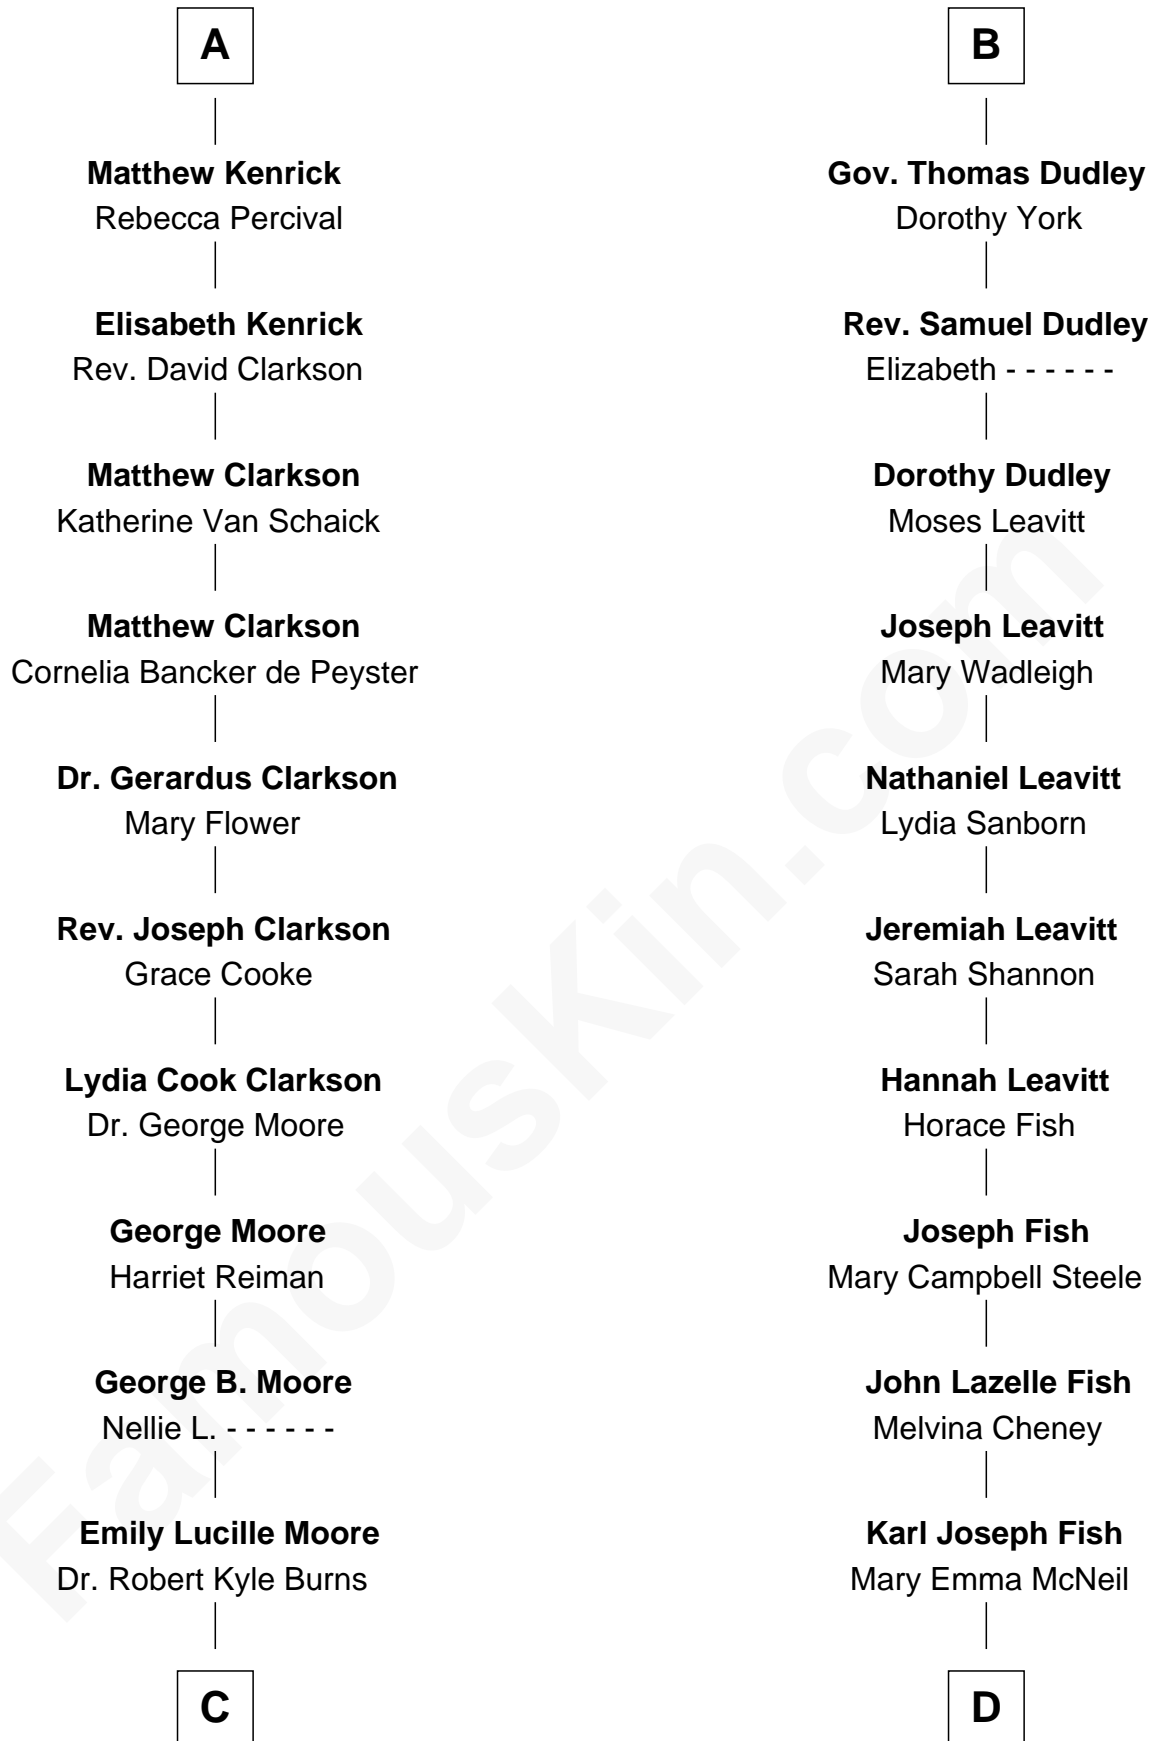 A
Matthew Kenrick
Rebecca Percival
Elisabeth Kenrick
Rev. David Clarkson
Matthew Clarkson
Katherine Van Schaick
Matthew Clarkson
Cornelia Bancker de Peyster
Dr. Gerardus Clarkson
Mary Flower
Rev. Joseph Clarkson
Grace Cooke
Lydia Cook Clarkson
Dr. George Moore
George Moore
Harriet Reiman
George B. Moore
Nellie L. - - - - - -
Emily Lucille Moore
Dr. Robert Kyle Burns
C
B
Gov. Thomas Dudley
Dorothy York
Rev. Samuel Dudley
Elizabeth - - - - - -
Dorothy Dudley
Moses Leavitt
Joseph Leavitt
Mary Wadleigh
Nathaniel Leavitt
Lydia Sanborn
Jeremiah Leavitt
Sarah Shannon
Hannah Leavitt
Horace Fish
Joseph Fish
Mary Campbell Steele
John Lazelle Fish
Melvina Cheney
Karl Joseph Fish
Mary Emma McNeil
D
FamousKin.com